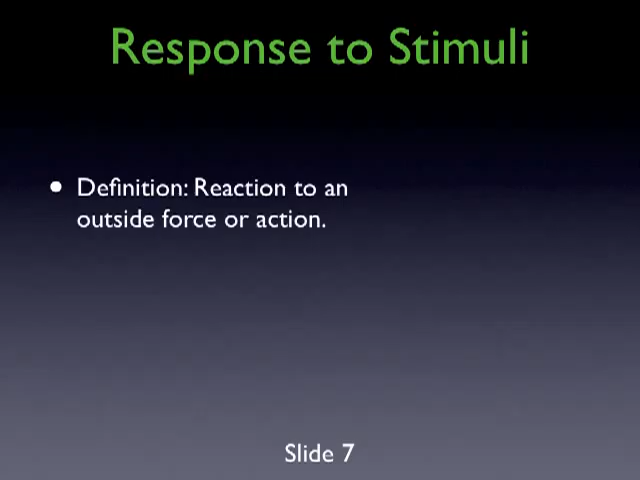 Response to Stimuli
• Definition: Reaction to an
outside force or action.
Slide 7